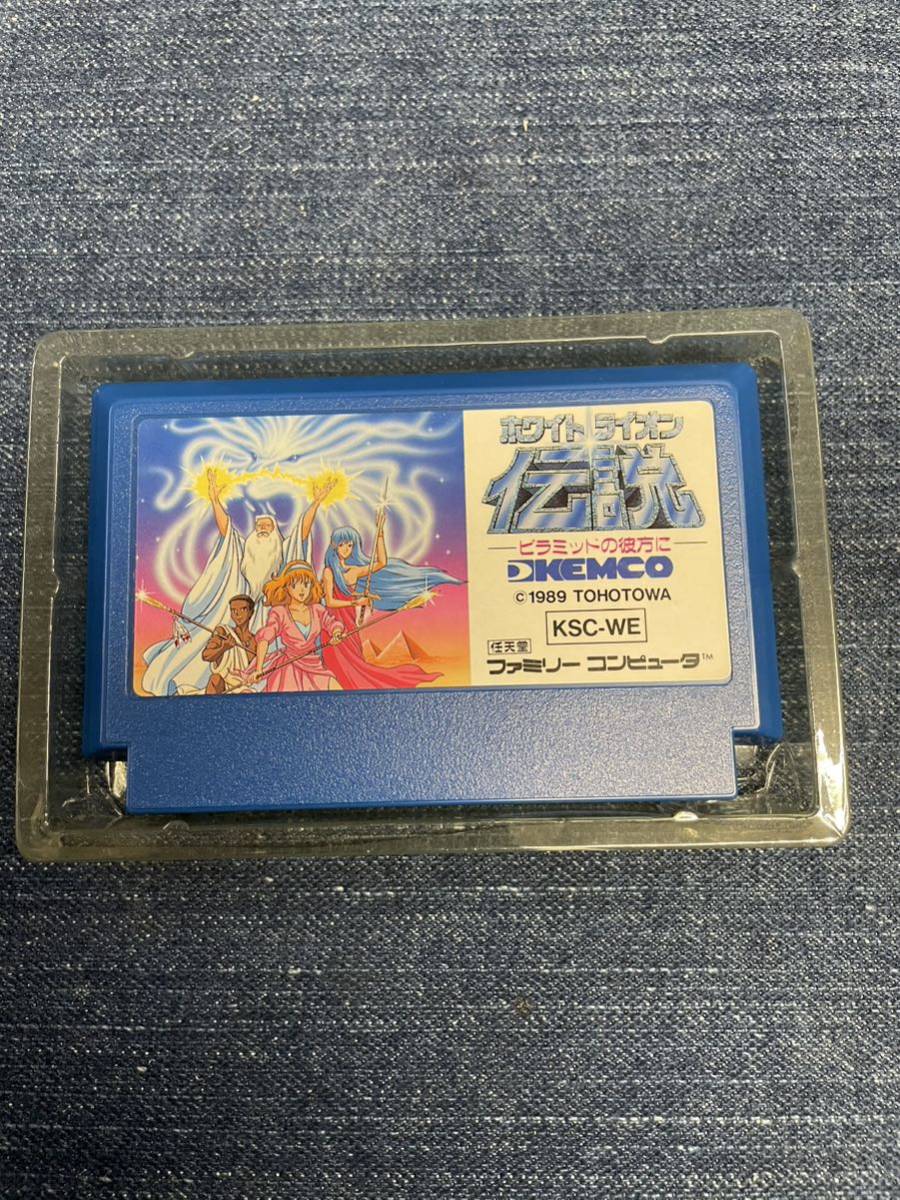 ホワイト ライオン
伝説
ピラミッドの彼方に
KEMCO
©1989 TOHOTOWA
KSC-WE
任天堂
ファミリー コンピュータ™